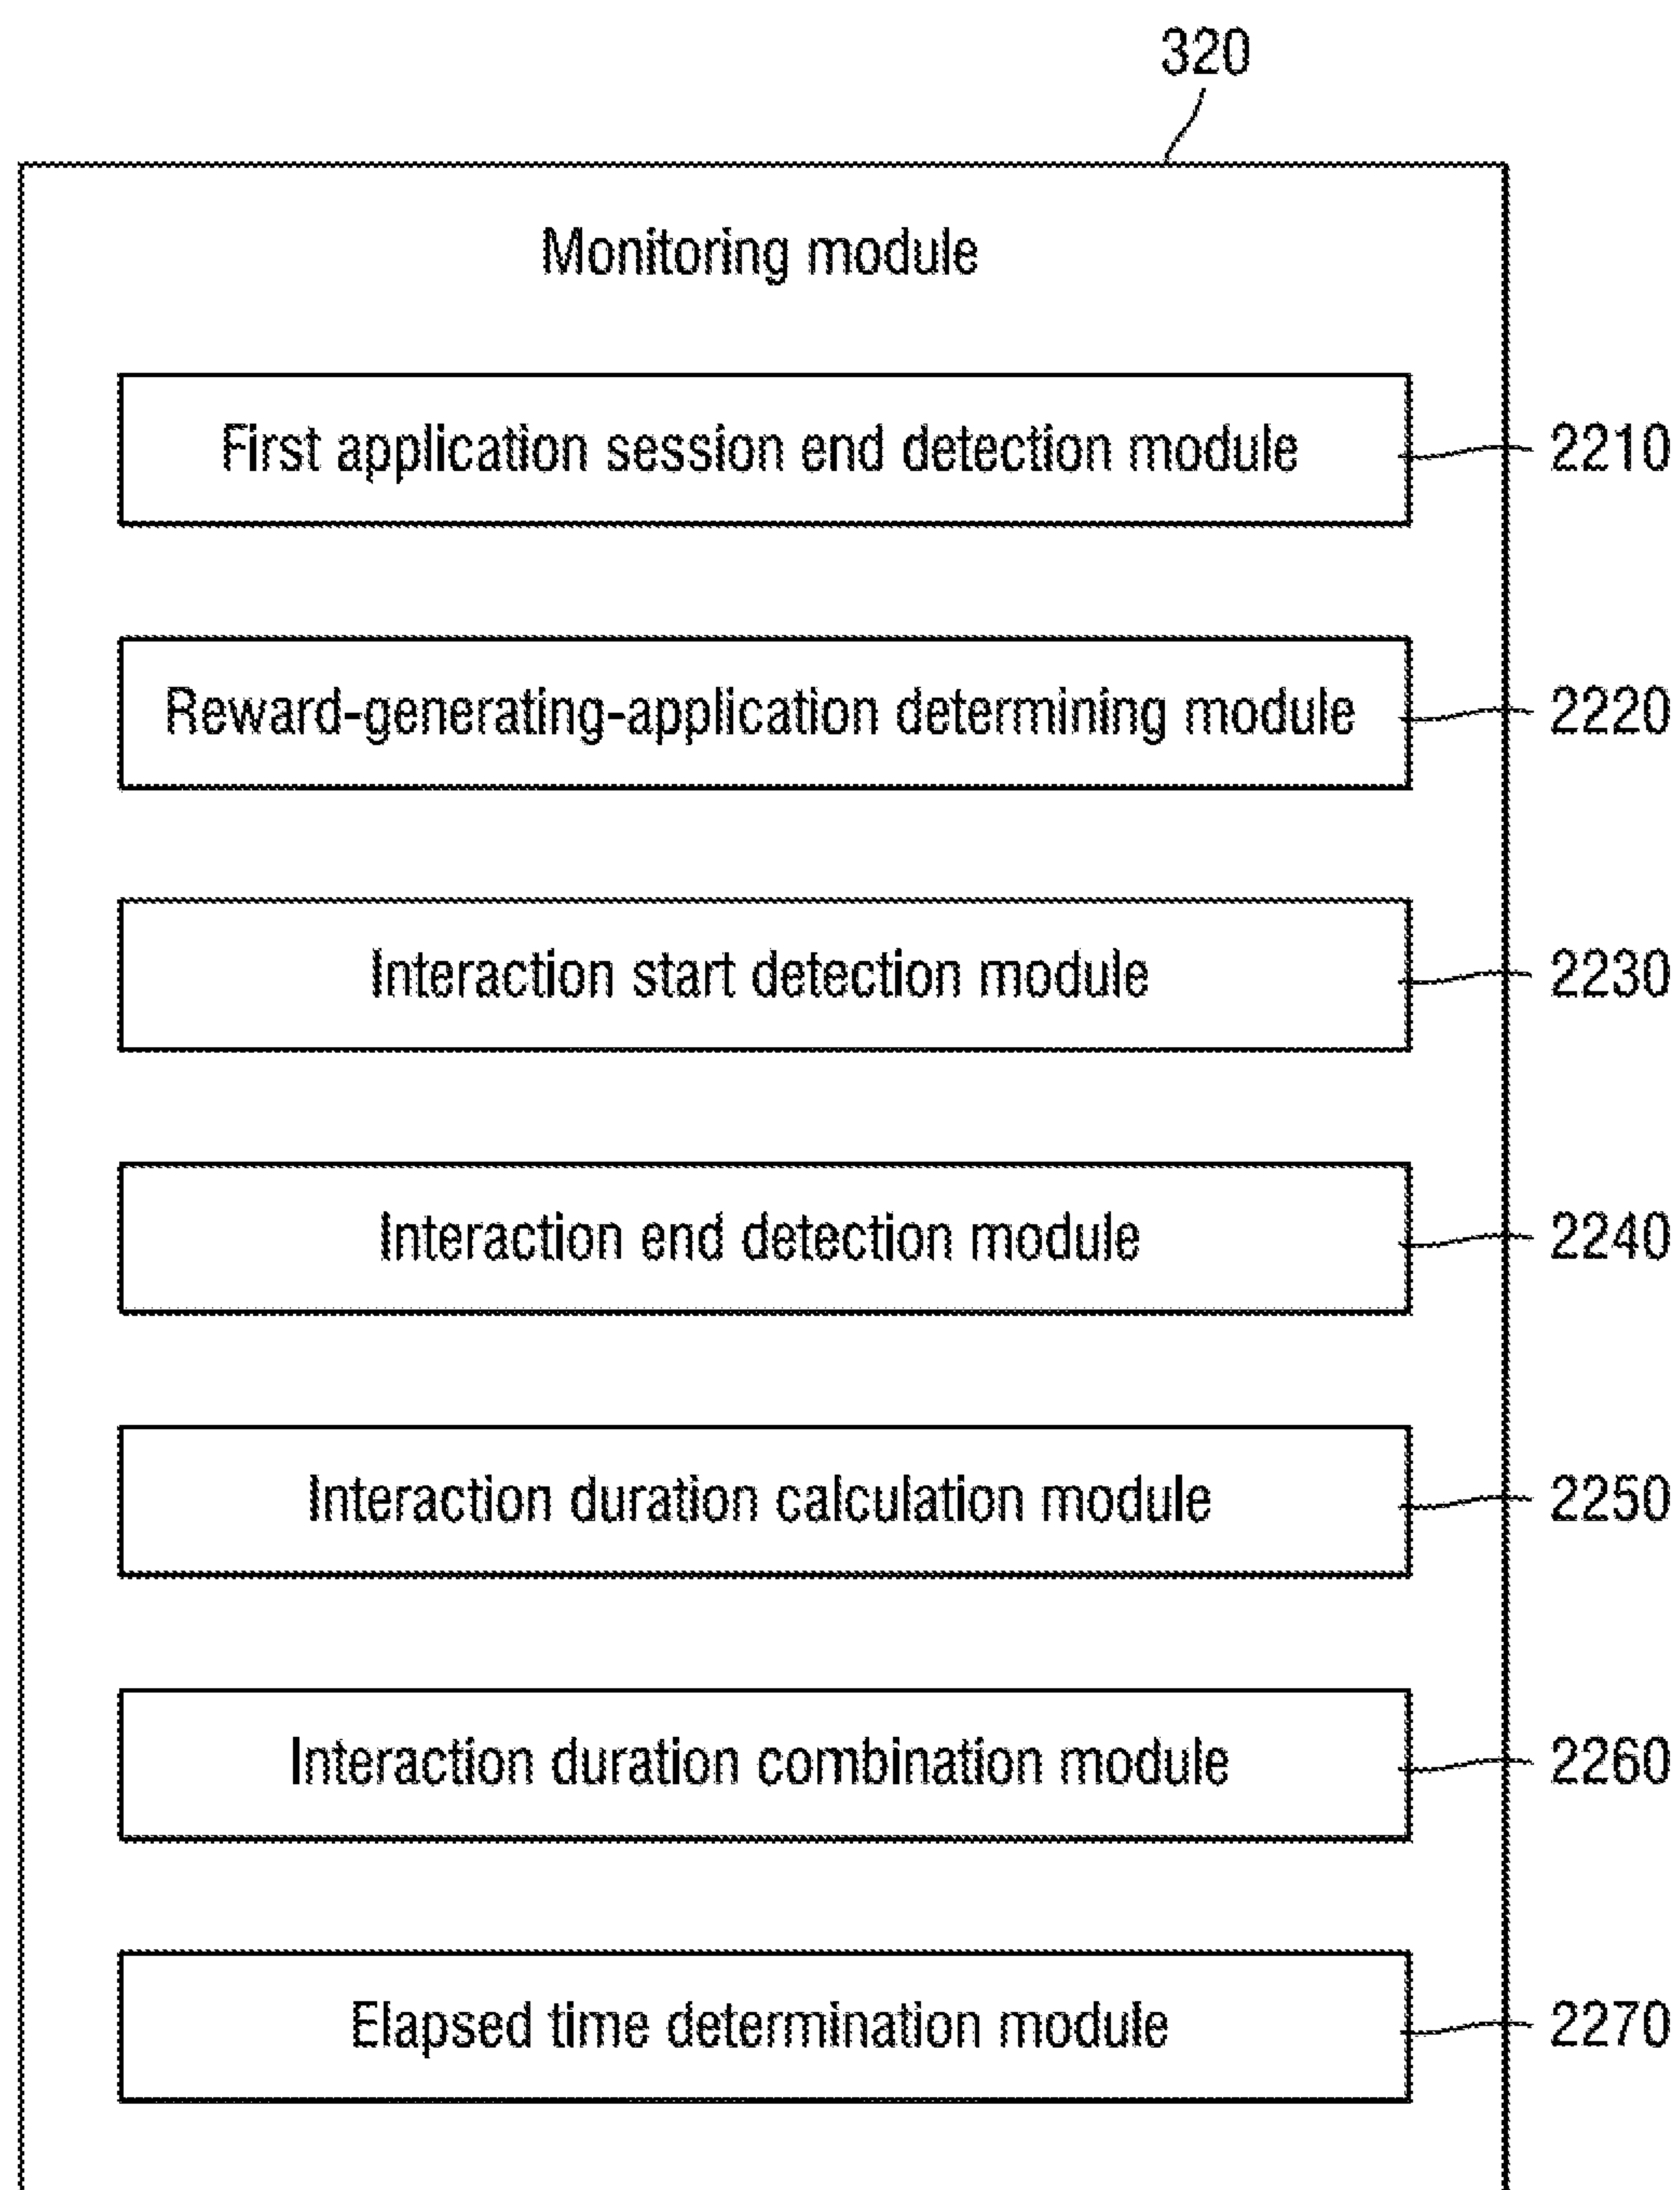 320
Monitoring module
First application session end detection module
2210
Reward-generating-application determining module
2220
Interaction start detection module
2230
Interaction end detection module
2240
Interaction duration calculation module
2250
Interaction duration combination module
2260
Elapsed time determination module
2270